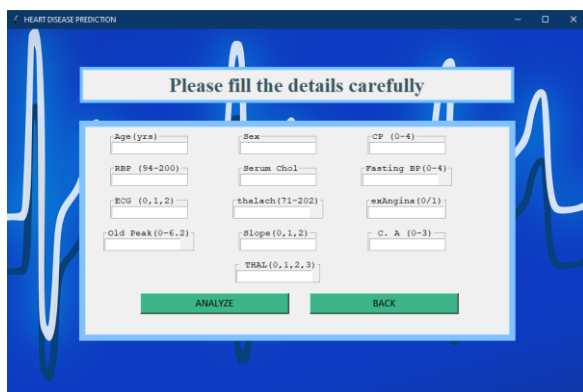 HEART DISEASE PREDICTION
Please fill the details carefully
Age(yrs) Sex CP (0-4)
RBP (94-200) Serum Chol Fasting BP(0-4)
ECG (0,1,2) thalach(71-202) exAngina(0/1)
Old Peak(0-6.2) Slope(0,1,2) C. A (0-3)
THAL(0,1,2,3)
ANALYZE BACK